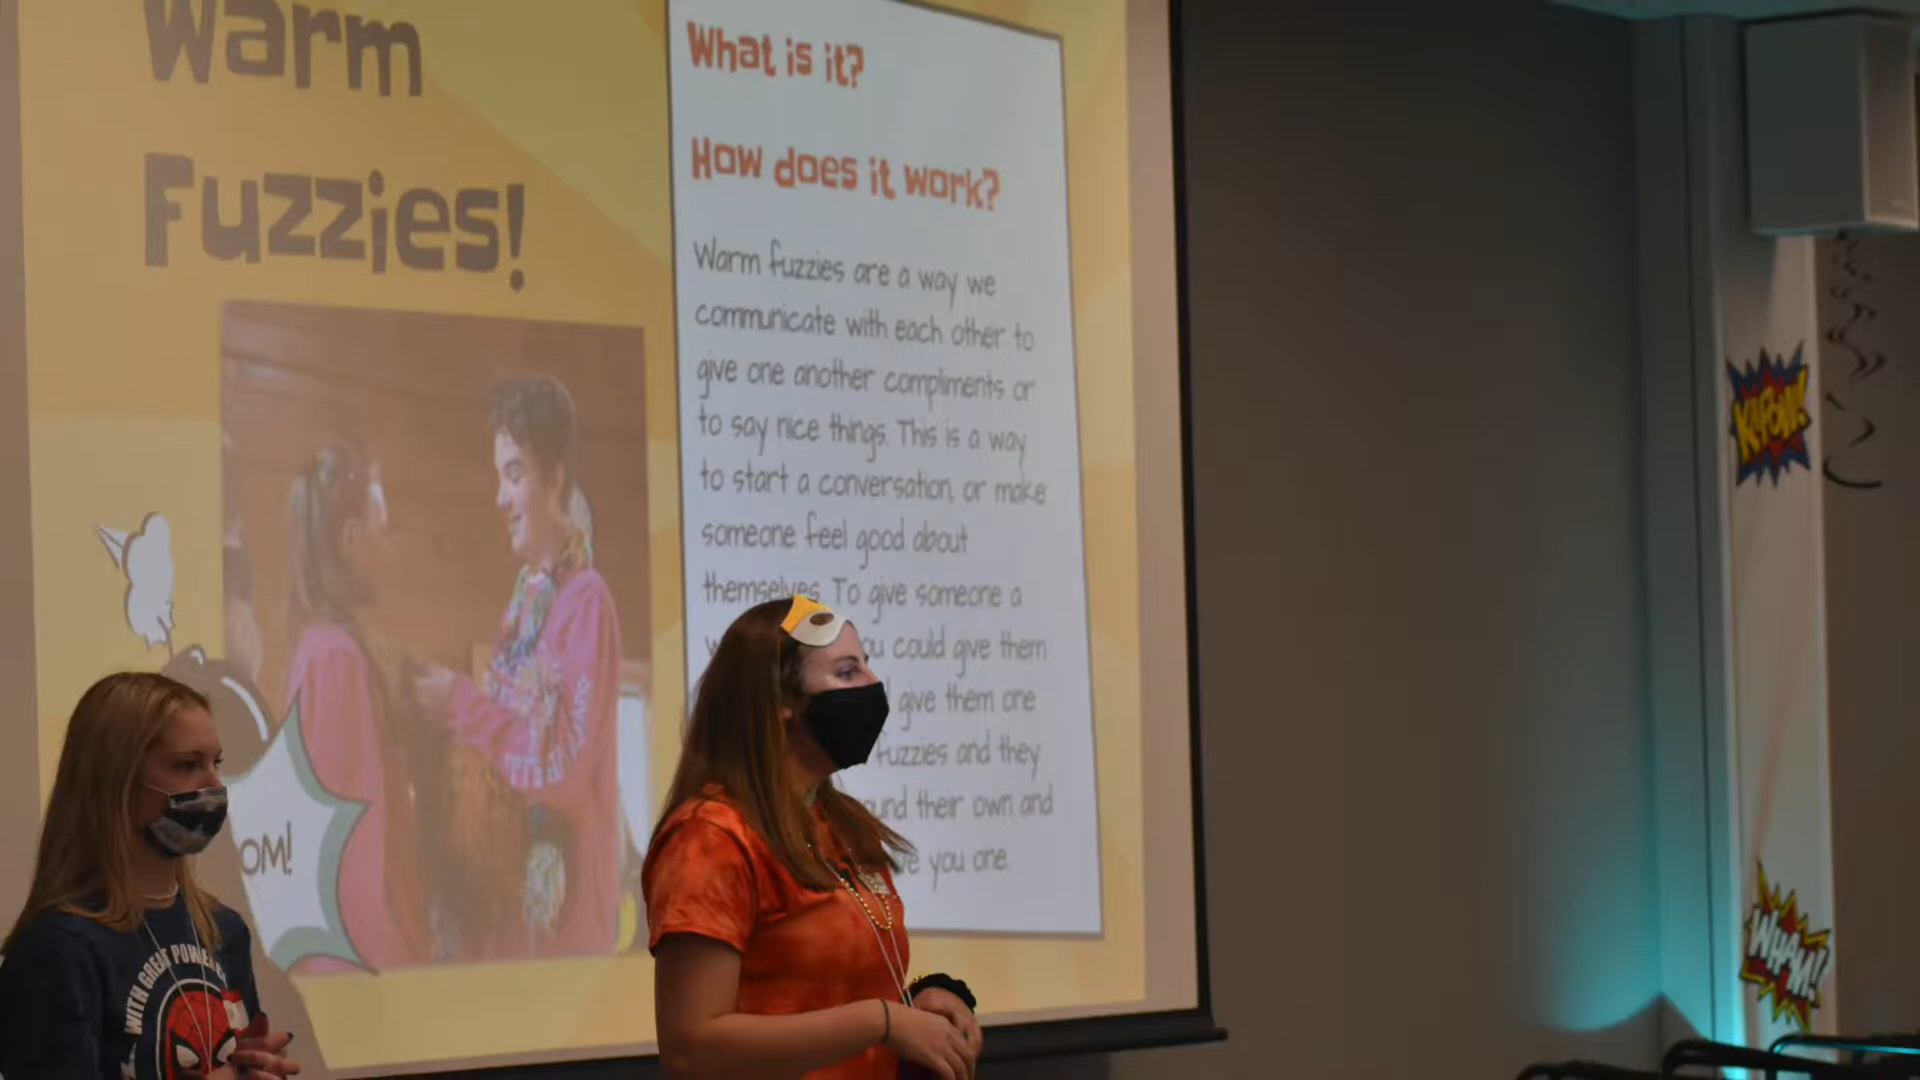 Warm
Fuzzies!
What is it?
How does it work?
Warm fuzzies are a way we
communicate with each other to
give one another compliments or
to say nice things. This is a way
to start a conversation, or make
someone feel good about
themselves. To give someone a
could give them
give them one
fuzzies and they
their own and
you one.
OM!
WITH GREAT POWER
KAPOW!
WHAM!